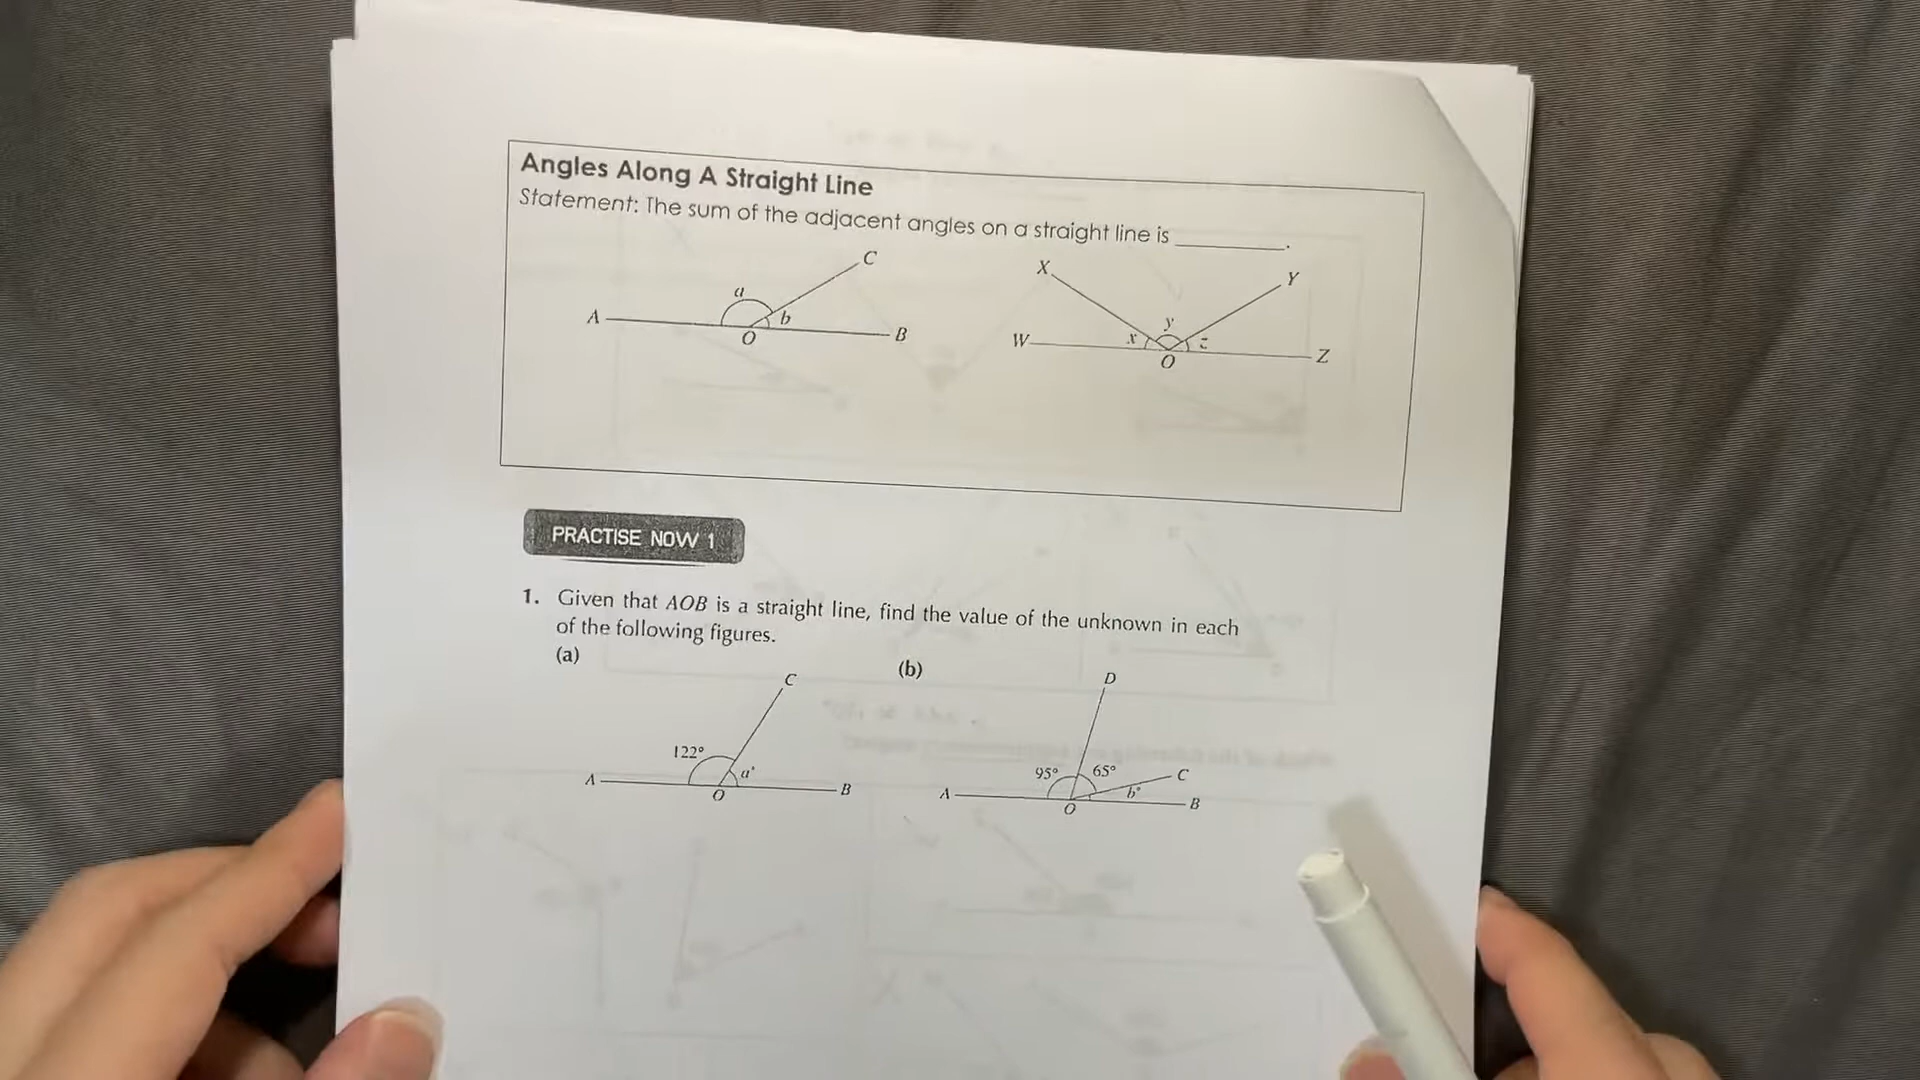 Angles Along A Straight Line
Statement: The sum of the adjacent angles on a straight line is ________.
C
X
Y
a
b
A
O
B
W
x
y
z
O
Z
PRACTISE NOW 1
1. Given that AOB is a straight line, find the value of the unknown in each
of the following figures.
(a)
(b)
C
122°
a°
A
O
B
D
95°
65°
C
b°
A
O
B